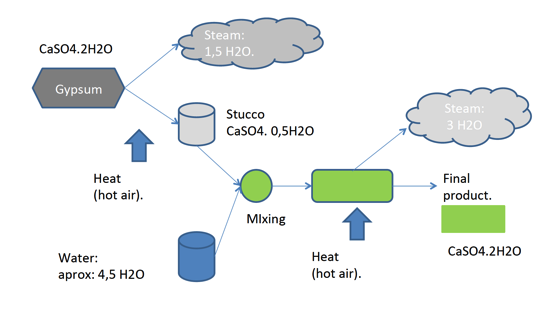 CaSO4.2H2O
Gypsum
Steam:
1,5 H2O.
Stucco
CaSO4. 0,5H2O
Heat
(hot air).
MIxing
Water:
aprox: 4,5 H2O
Steam:
3 H2O
Heat
(hot air).
Final
product.
CaSO4.2H2O